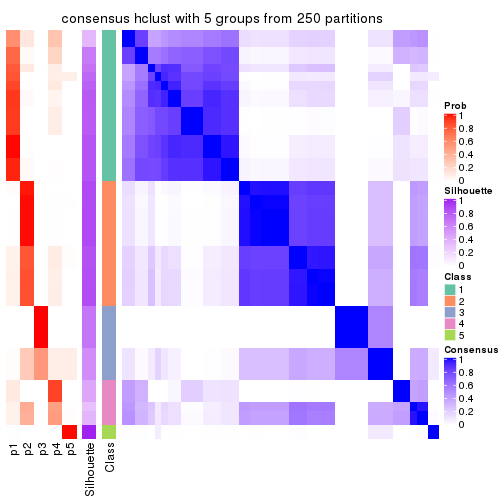 consensus hclust with 5 groups from 250 partitions
Prob
1
0.8
0.6
0.4
0.2
0
Silhouette
1
0.8
0.6
0.4
0.2
0
Class
1
2
3
4
5
Consensus
1
0.8
0.6
0.4
0.2
0
p1
p2
p3
p4
p5
Silhouette
Class